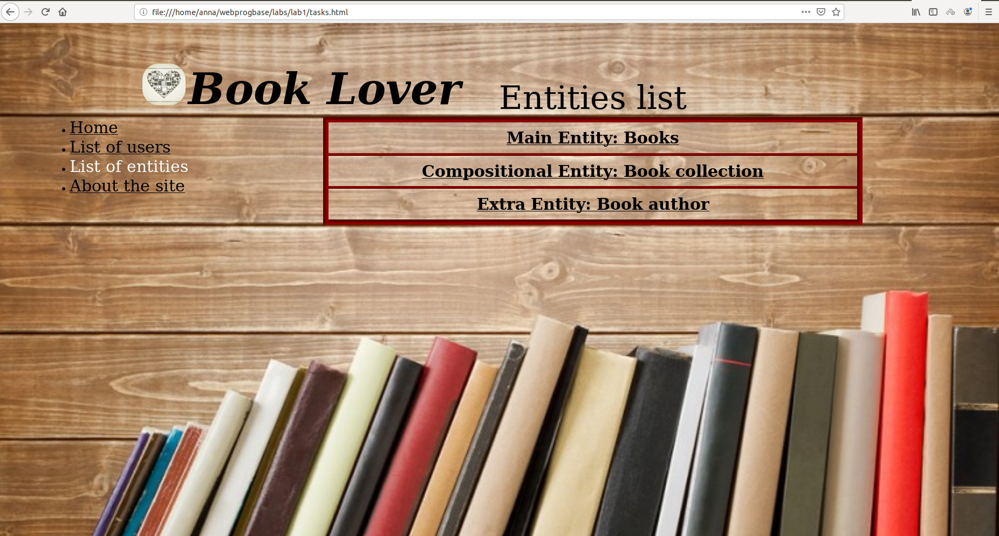 file:///home/anna/webprogbase/labs/lab1/tasks.html
Book Lover
Entities list
Home
List of users
List of entities
About the site
Main Entity: Books
Compositional Entity: Book collection
Extra Entity: Book author